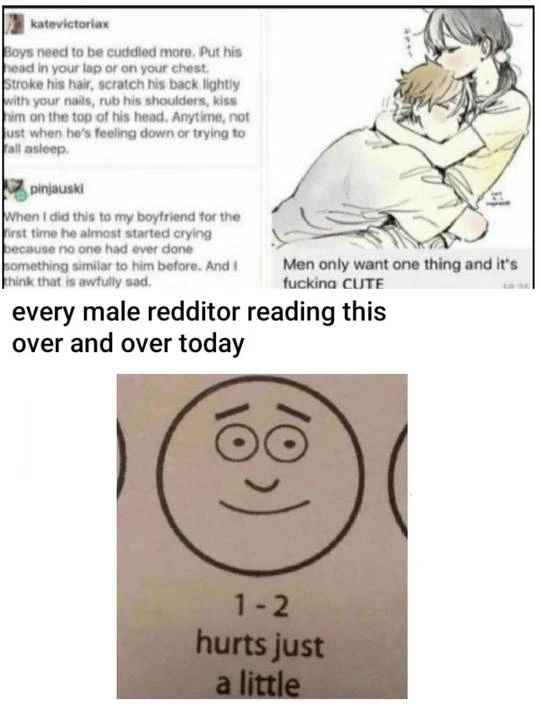 katevictoriax
Boys need to be cuddled more. Put his
head in your lap or on your chest.
Stroke his hair, scratch his back lightly
with your nails, rub his shoulders, kiss
him on the top of his head. Anytime, not
just when he's feeling down or trying to
fall asleep.
pinjauski
When I did this to my boyfriend for the
first time he almost started crying
because no one had ever done
something similar to him before. And I
think that is awfully sad.
Men only want one thing and it's
fucking CUTE
every male redditor reading this
over and over today
1 - 2
hurts just
a little